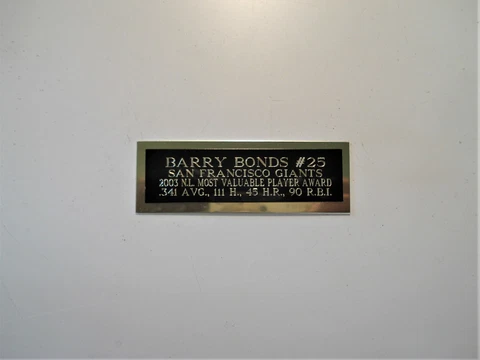 BARRY BONDS #25
SAN FRANCISCO GIANTS
2003 N.L. MOST VALUABLE PLAYER AWARD
.341 AVG., 111 H., 45 H.R., 90 R.B.I.